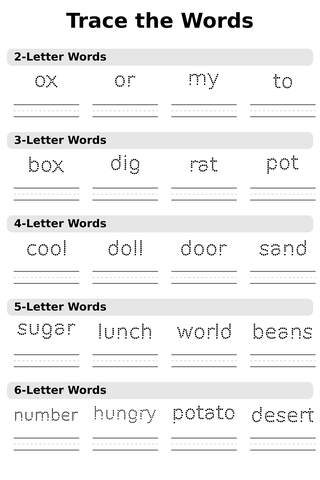 Trace the Words
2-Letter Words
ox or my to
3-Letter Words
box dig rat pot
4-Letter Words
cool doll door sand
5-Letter Words
sugar lunch world beans
6-Letter Words
number hungry potato desert